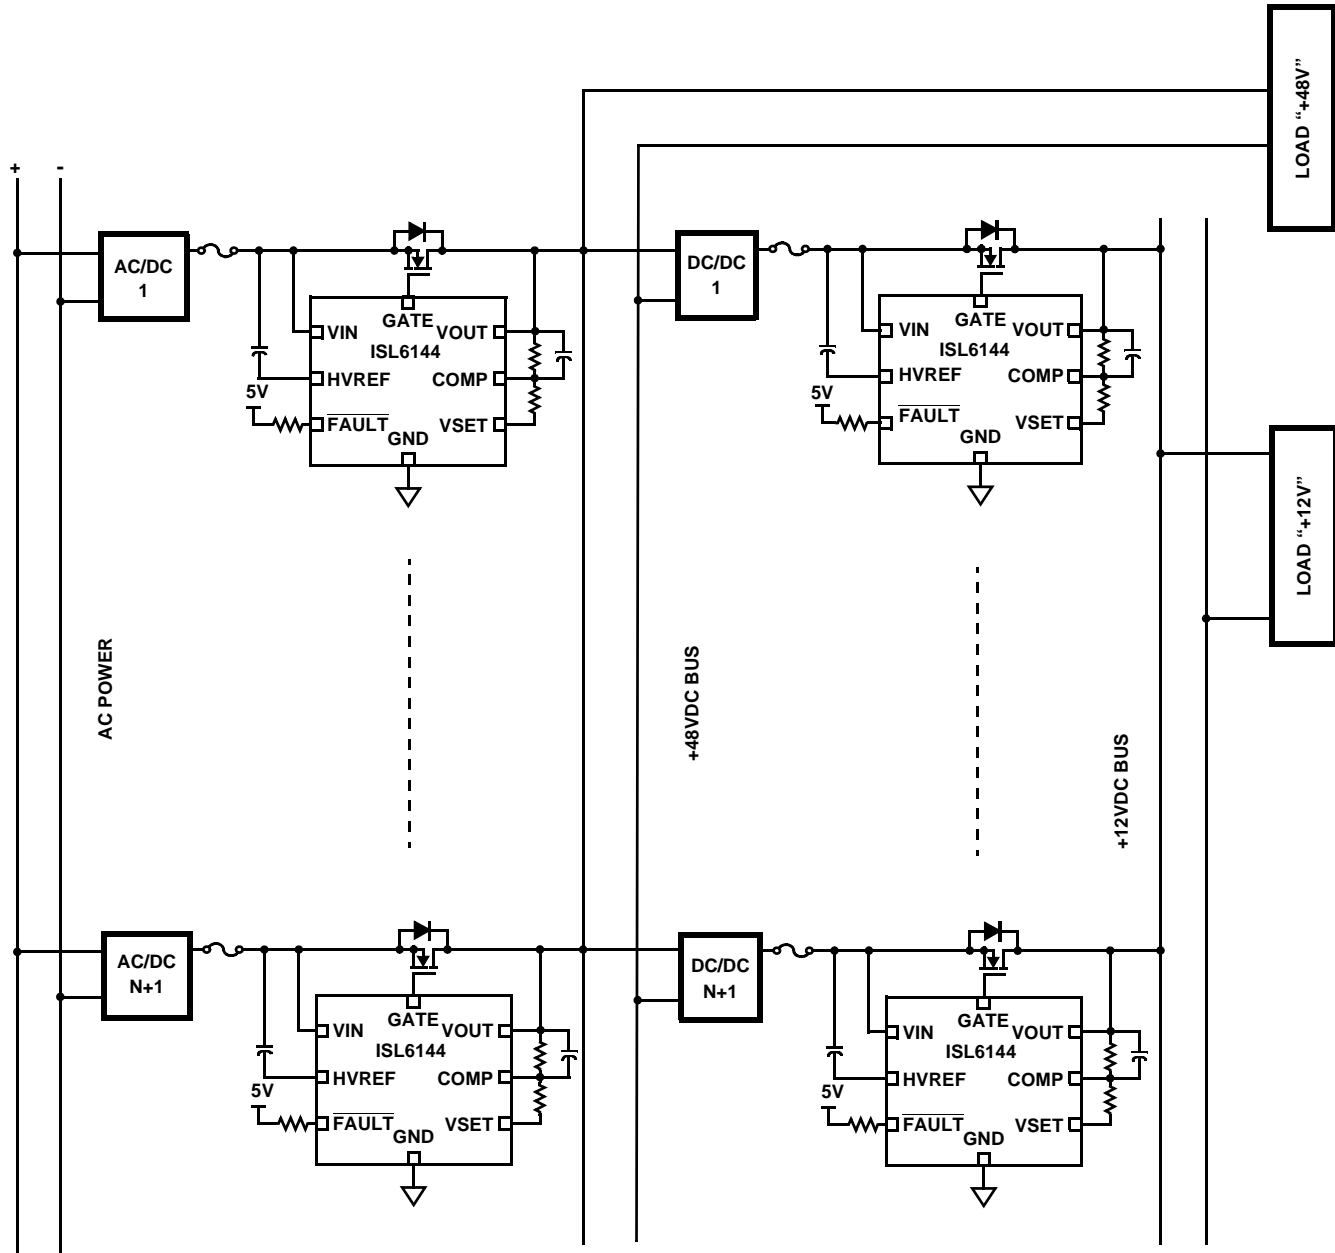 LOAD “+48V”
+ -
AC/DC
1
GATE
VIN VOUT
ISL6144
HVREF COMP
5V
FAULT VSET
GND
DC/DC
1
GATE
VIN VOUT
ISL6144
HVREF COMP
5V
FAULT VSET
GND
LOAD “+12V”
AC POWER
+48VDC BUS
+12VDC BUS
AC/DC
N+1
GATE
VIN VOUT
ISL6144
HVREF COMP
5V
FAULT VSET
GND
DC/DC
N+1
GATE
VIN VOUT
ISL6144
HVREF COMP
5V
FAULT VSET
GND